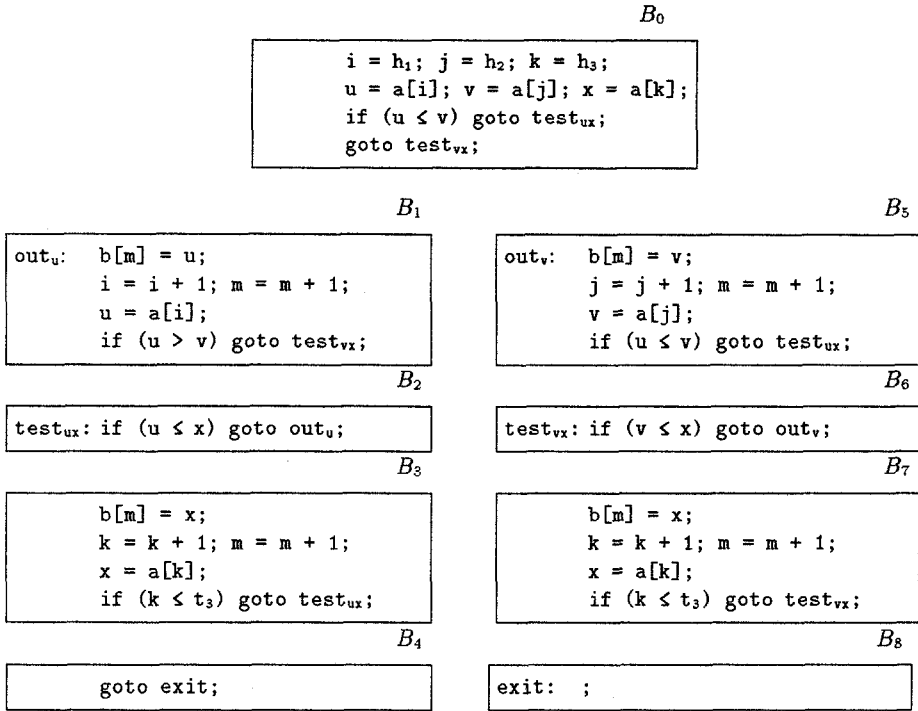 B₀
i = h₁; j = h₂; k = h₃;
u = a[i]; v = a[j]; x = a[k];
if (u ≤ v) goto testᵤₓ;
goto testᵥₓ;
B₁
outᵤ: b[m] = u;
i = i + 1; m = m + 1;
u = a[i];
if (u > v) goto testᵥₓ;
B₂
testᵤₓ: if (u ≤ x) goto outᵤ;
B₃
b[m] = x;
k = k + 1; m = m + 1;
x = a[k];
if (k ≤ t₃) goto testᵤₓ;
B₄
goto exit;
B₅
outᵥ: b[m] = v;
j = j + 1; m = m + 1;
v = a[j];
if (u ≤ v) goto testᵤₓ;
B₆
testᵥₓ: if (v ≤ x) goto outᵥ;
B₇
b[m] = x;
k = k + 1; m = m + 1;
x = a[k];
if (k ≤ t₃) goto testᵥₓ;
B₈
exit: ;